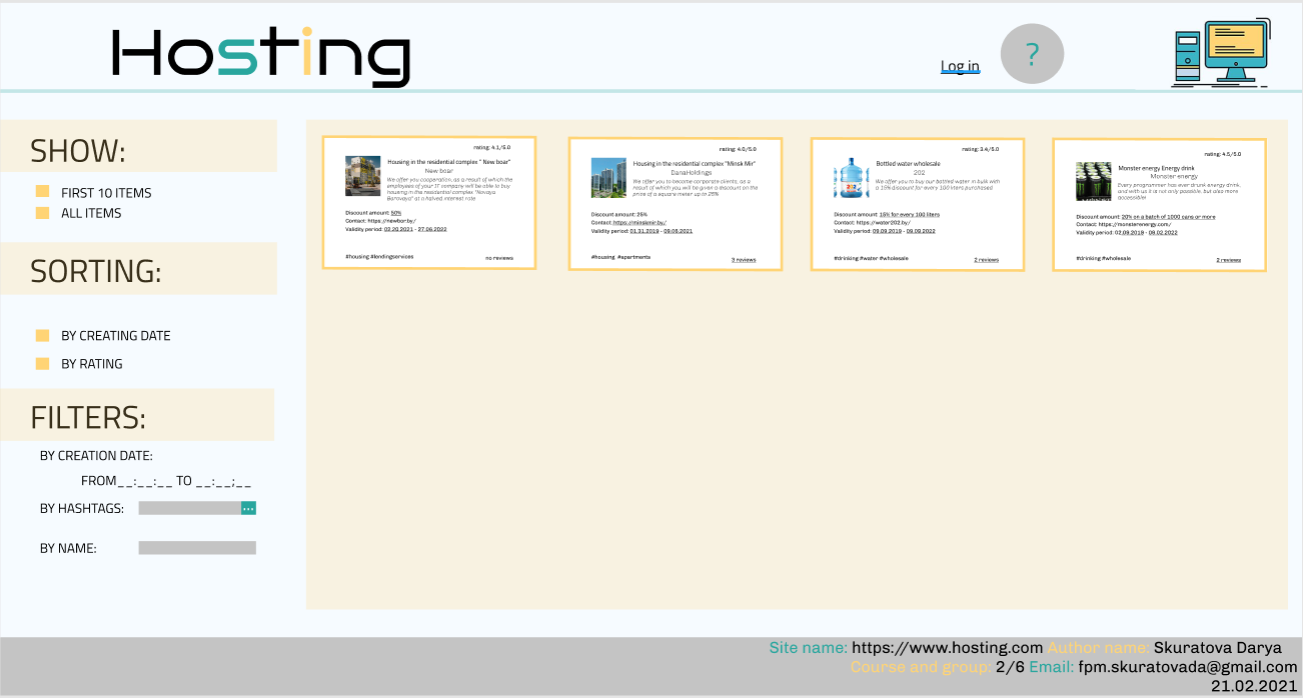 Hosting
Log in
?
SHOW:
FIRST 10 ITEMS
ALL ITEMS
SORTING:
BY CREATING DATE
BY RATING
FILTERS:
BY CREATION DATE:
FROM__:__:__ TO __:__:__
BY HASHTAGS:
...
BY NAME:
rating: 4.1/5.0
Housing in the residential complex " New boar"
New boar
We offer you cooperation, as a result of which the
employees of your IT company will be able to buy
housing in the residential complex "Novaya
Borovaya" at a halved interest rate
Discount amount: 50%
Contact: https://newbor.by/
Validity period: 03.20.2021 - 27.06.2022
#housing #lendingservices
no reviews
rating: 4.0/5.0
Housing in the residential complex "Minsk Mir"
DanaHoldings
We offer you to become corporate clients, as a
result of which you will be given a discount on the
price of a square meter up to 25%
Discount amount: 25%
Contact: https://minskmir.by/
Validity period: 01.31.2019 - 09.06.2021
#housing #apartments
3 reviews
rating: 3.4/5.0
Bottled water wholesale
202
We offer you to buy our bottled water in bulk with
a 15% discount for every 100 liters purchased
Discount amount: 15% for every 100 liters
Contact: https://water202.by/
Validity period: 09.09.2019 - 09.09.2022
#drinking #water #wholesale
2 reviews
rating: 4.5/5.0
Monster energy Energy drink
Monster energy
Every programmer has ever drunk energy drink,
and with us it is not only possible, but also more
accessible!
Discount amount: 20% on a batch of 1000 cans or more
Contact: https://monsterenergy.com/
Validity period: 02.09.2019 - 09.02.2022
#drinking #wholesale
2 reviews
Site name: https://www.hosting.com Author name: Skuratova Darya
Course and group: 2/6 Email: fpm.skuratovada@gmail.com
21.02.2021